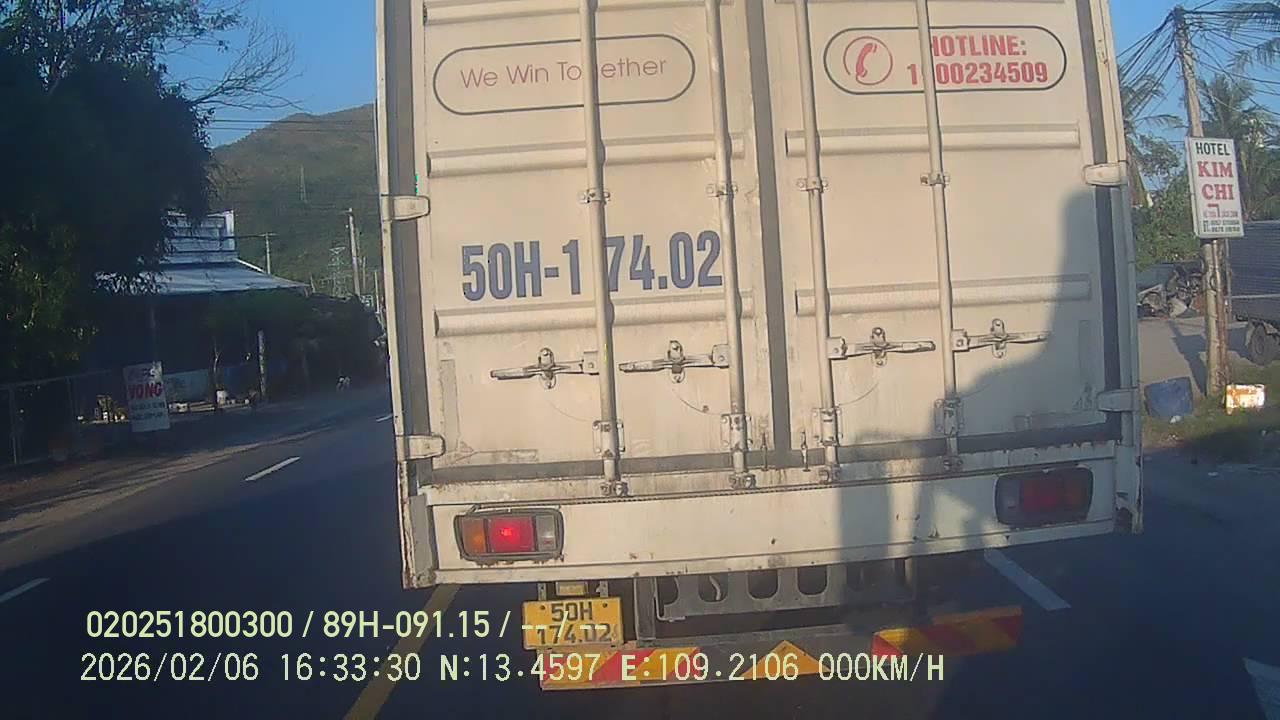 We Win Together
HOTLINE:
1900234509
HOTEL
KIM
CHI
50H-174.02
VONG
50H
174.02
020251800300 / 89H-091.15 / -- / --
2026/02/06 16:33:30 N:13.4597 E:109.2106 000KM/H